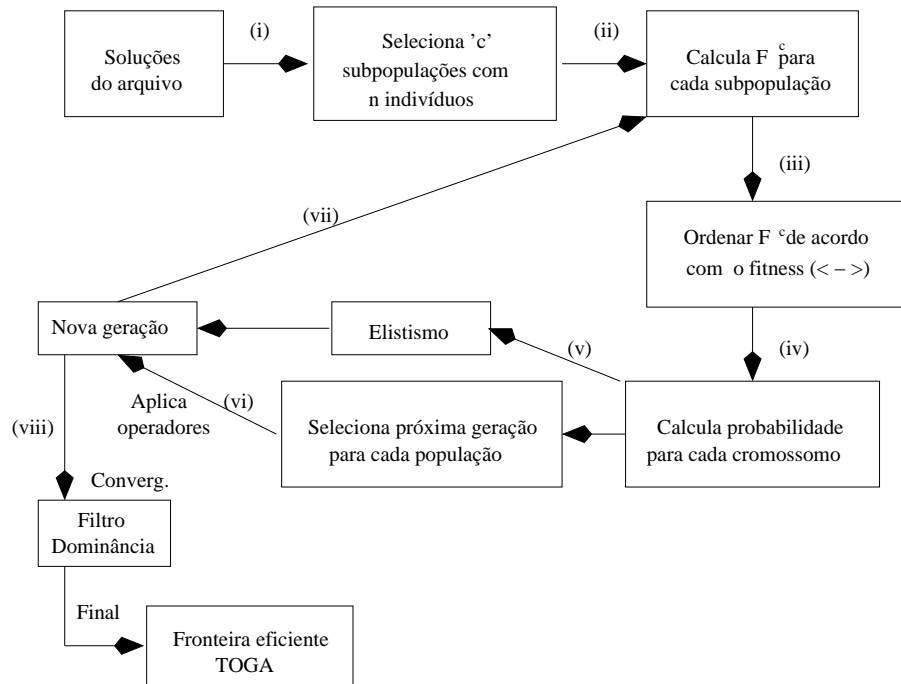 (i)
(ii)
Soluções
do arquivo
Seleciona ’c’
subpopulações com
n indivíduos
Calcula F c para
cada subpopulação
(iii)
(vii)
Ordenar F c de acordo
com o fitness (< − >)
Nova geração
Elistismo
(v)
(iv)
(viii)
Aplica
operadores
(vi)
Seleciona próxima geração
para cada população
Calcula probabilidade
para cada cromossomo
Converg.
Filtro
Dominância
Final
Fronteira eficiente
TOGA